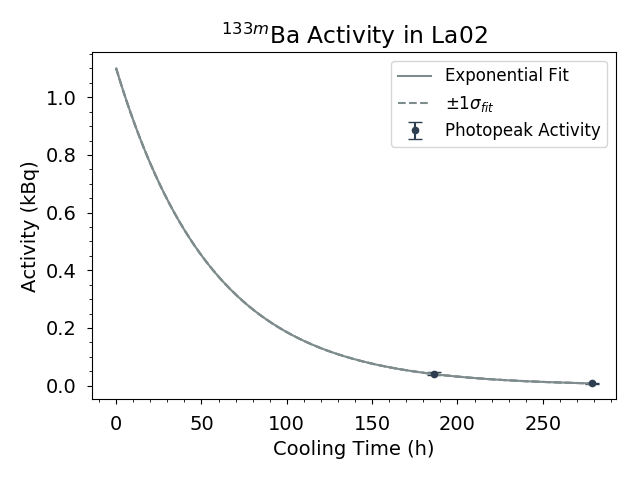 ¹³³ᵐBa Activity in La02
Exponential Fit
±1σ_fit
Photopeak Activity
Activity (kBq)
1.0
0.8
0.6
0.4
0.2
0.0
0 50 100 150 200 250
Cooling Time (h)